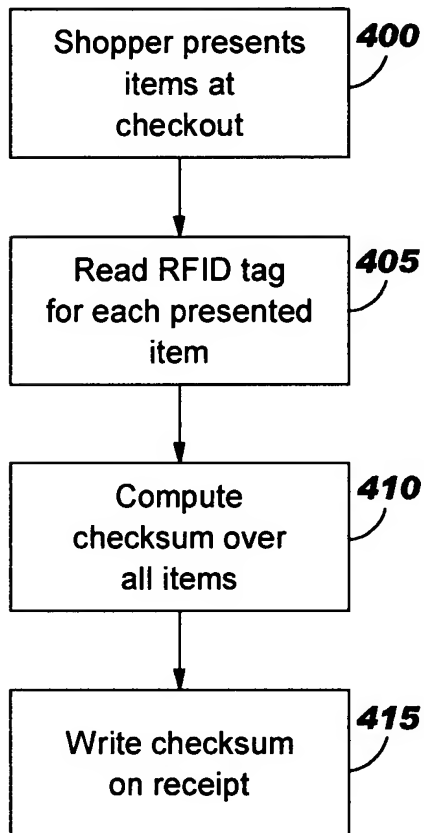 Shopper presents
items at
checkout
400
Read RFID tag
for each presented
item
405
Compute
checksum over
all items
410
Write checksum
on receipt
415